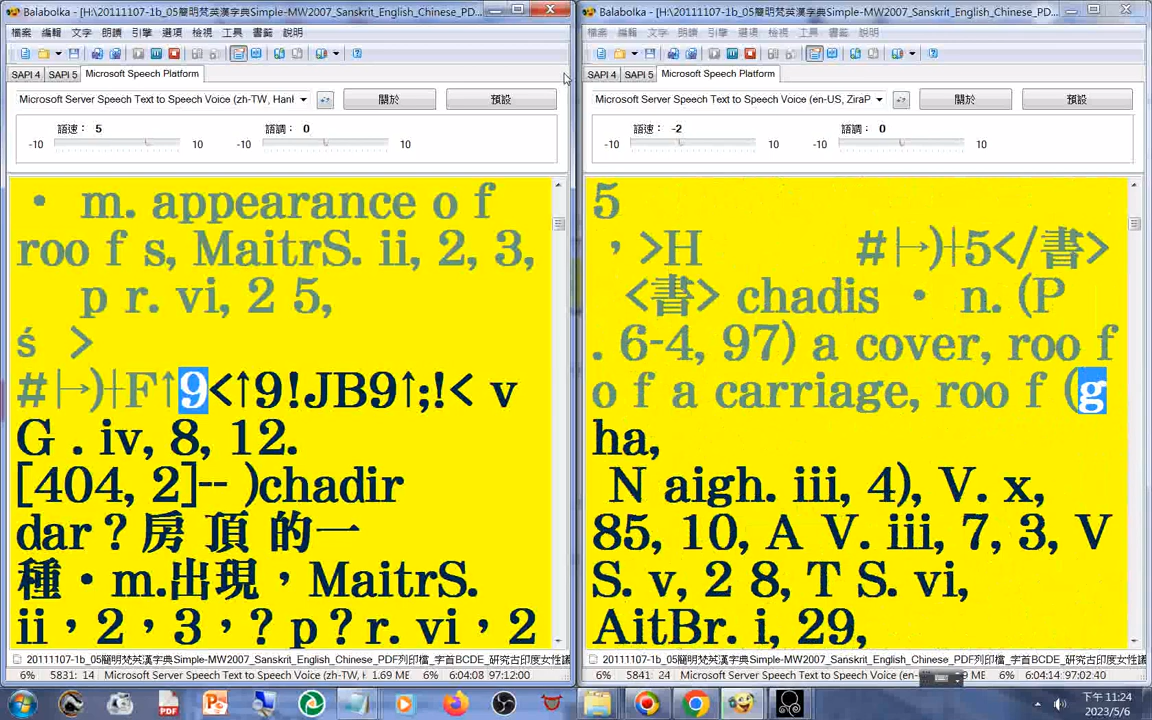 Balabolka - [H:\20111107-1b_05簡明梵英漢字典Simple-MW2007_Sanskrit_English_Chinese_PD...
檔案 編輯 文字 朗讀 引擎 選項 檢視 工具 書籤 說明
SAPI 4 SAPI 5 Microsoft Speech Platform
Microsoft Server Speech Text to Speech Voice (zh-TW, HanH
關於 預設
語速： 5 語調： 0
-10 10 -10 10
• m. appearance o f
roo f s, MaitrS. ii, 2, 3,
p r. vi, 2 5,
ś >
#├→)┼F↑9<↑9!JB9↑;!< v
G . iv, 8, 12.
[404, 2]-- )chadir
dar？房 頂 的一
種•m.出現，MaitrS.
ii，2，3，? p？r. vi，2
20111107-1b_05簡明梵英漢字典Simple-MW2007_Sanskrit_English_Chinese_PDF列印檔_字首BCDE_研究古印度女性議
6% 5831: 14 Microsoft Server Speech Text to Speech Voice (zh-TW, H 1.69 ME 6% 6:04:08 97:12:00
Balabolka - [H:\20111107-1b_05簡明梵英漢字典Simple-MW2007_Sanskrit_English_Chinese_PDF...
檔案 編輯 文字 朗讀 引擎 選項 檢視 工具 書籤 說明
SAPI 4 SAPI 5 Microsoft Speech Platform
Microsoft Server Speech Text to Speech Voice (en-US, ZiraP
關於 預設
語速： -2 語調： 0
-10 10 -10 10
5
，>H #├→)┼5</書>
<書> chadis • n. (P
. 6-4, 97) a cover, roo f
o f a carriage, roo f (g
ha,
N aigh. iii, 4), V. x,
85, 10, A V. iii, 7, 3, V
S. v, 2 8, T S. vi,
AitBr. i, 29,
20111107-1b_05簡明梵英漢字典Simple-MW2007_Sanskrit_English_Chinese_PDF列印檔_字首BCDE_研究古印度女性議
6% 5841: 24 Microsoft Server Speech Text to Speech Voice 9 ME 6% 6:04:14 97:02:40
下午 11:24
2023/5/6